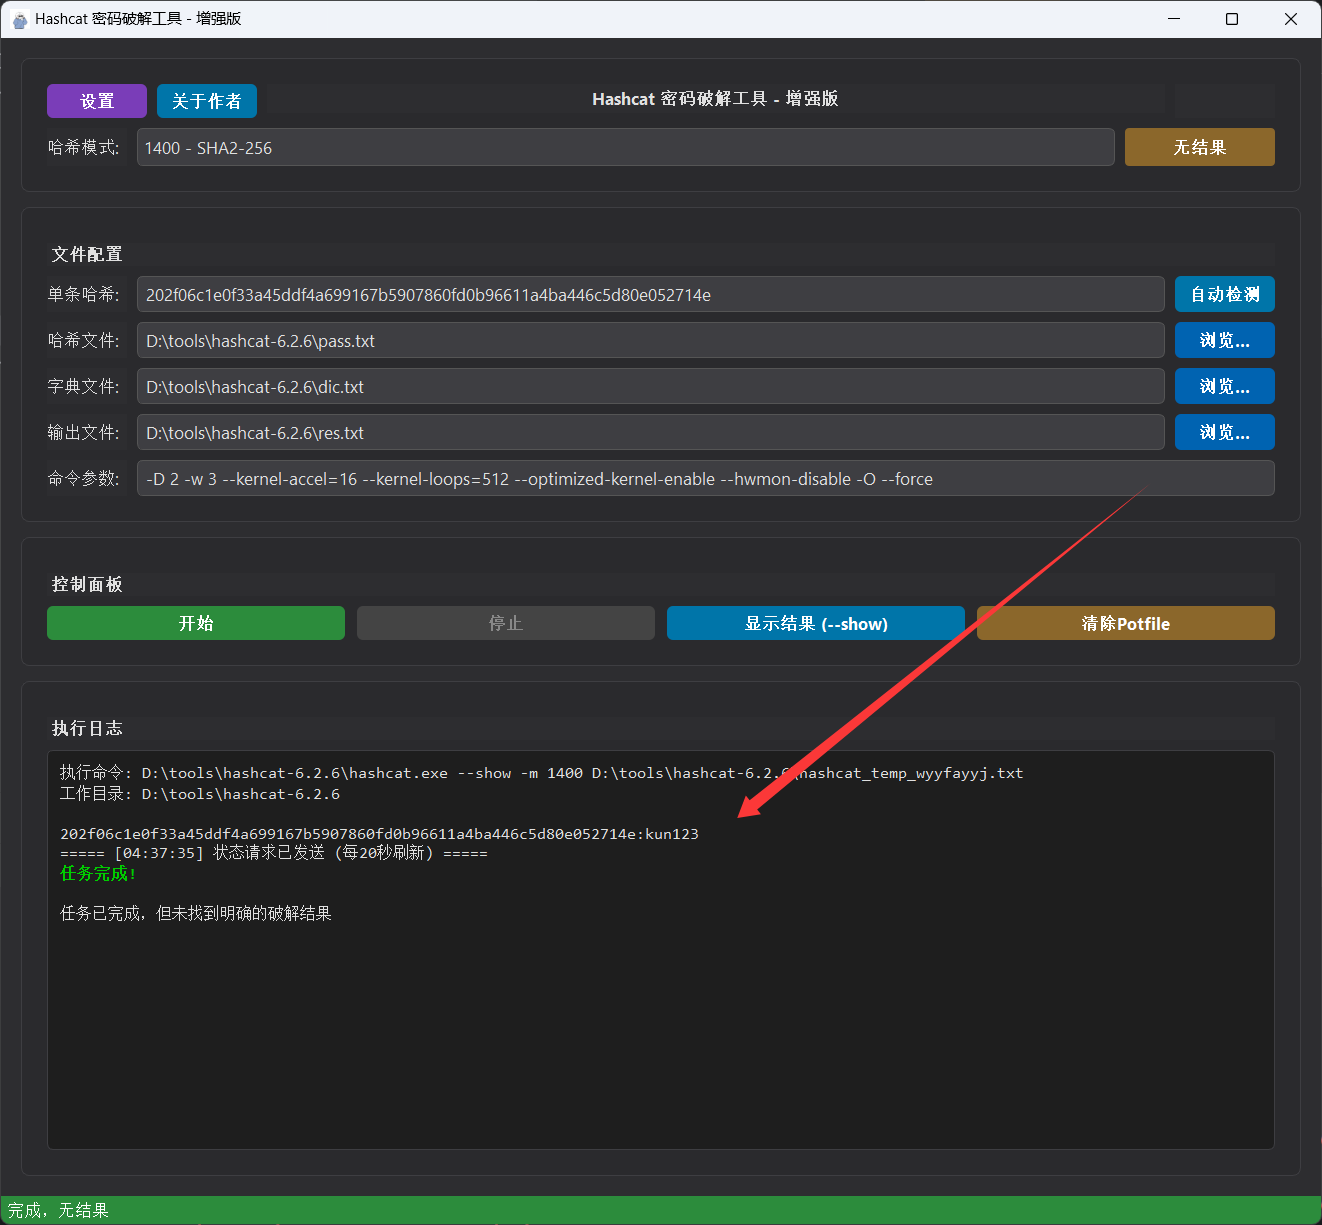 Hashcat 密码破解工具 - 增强版
设置 关于作者 Hashcat 密码破解工具 - 增强版
哈希模式: 1400 - SHA2-256 无结果
文件配置
单条哈希: 202f06c1e0f33a45ddf4a699167b5907860fd0b96611a4ba446c5d80e052714e 自动检测
哈希文件: D:\tools\hashcat-6.2.6\pass.txt 浏览...
字典文件: D:\tools\hashcat-6.2.6\dic.txt 浏览...
输出文件: D:\tools\hashcat-6.2.6\res.txt 浏览...
命令参数: -D 2 -w 3 --kernel-accel=16 --kernel-loops=512 --optimized-kernel-enable --hwmon-disable -O --force
控制面板
开始 停止 显示结果 (--show) 清除Potfile
执行日志
执行命令: D:\tools\hashcat-6.2.6\hashcat.exe --show -m 1400 D:\tools\hashcat-6.2.6\hashcat_temp_wyyfayyj.txt
工作目录: D:\tools\hashcat-6.2.6
202f06c1e0f33a45ddf4a699167b5907860fd0b96611a4ba446c5d80e052714e:kun123
===== [04:37:35] 状态请求已发送 (每20秒刷新) =====
任务完成!
任务已完成，但未找到明确的破解结果
完成，无结果